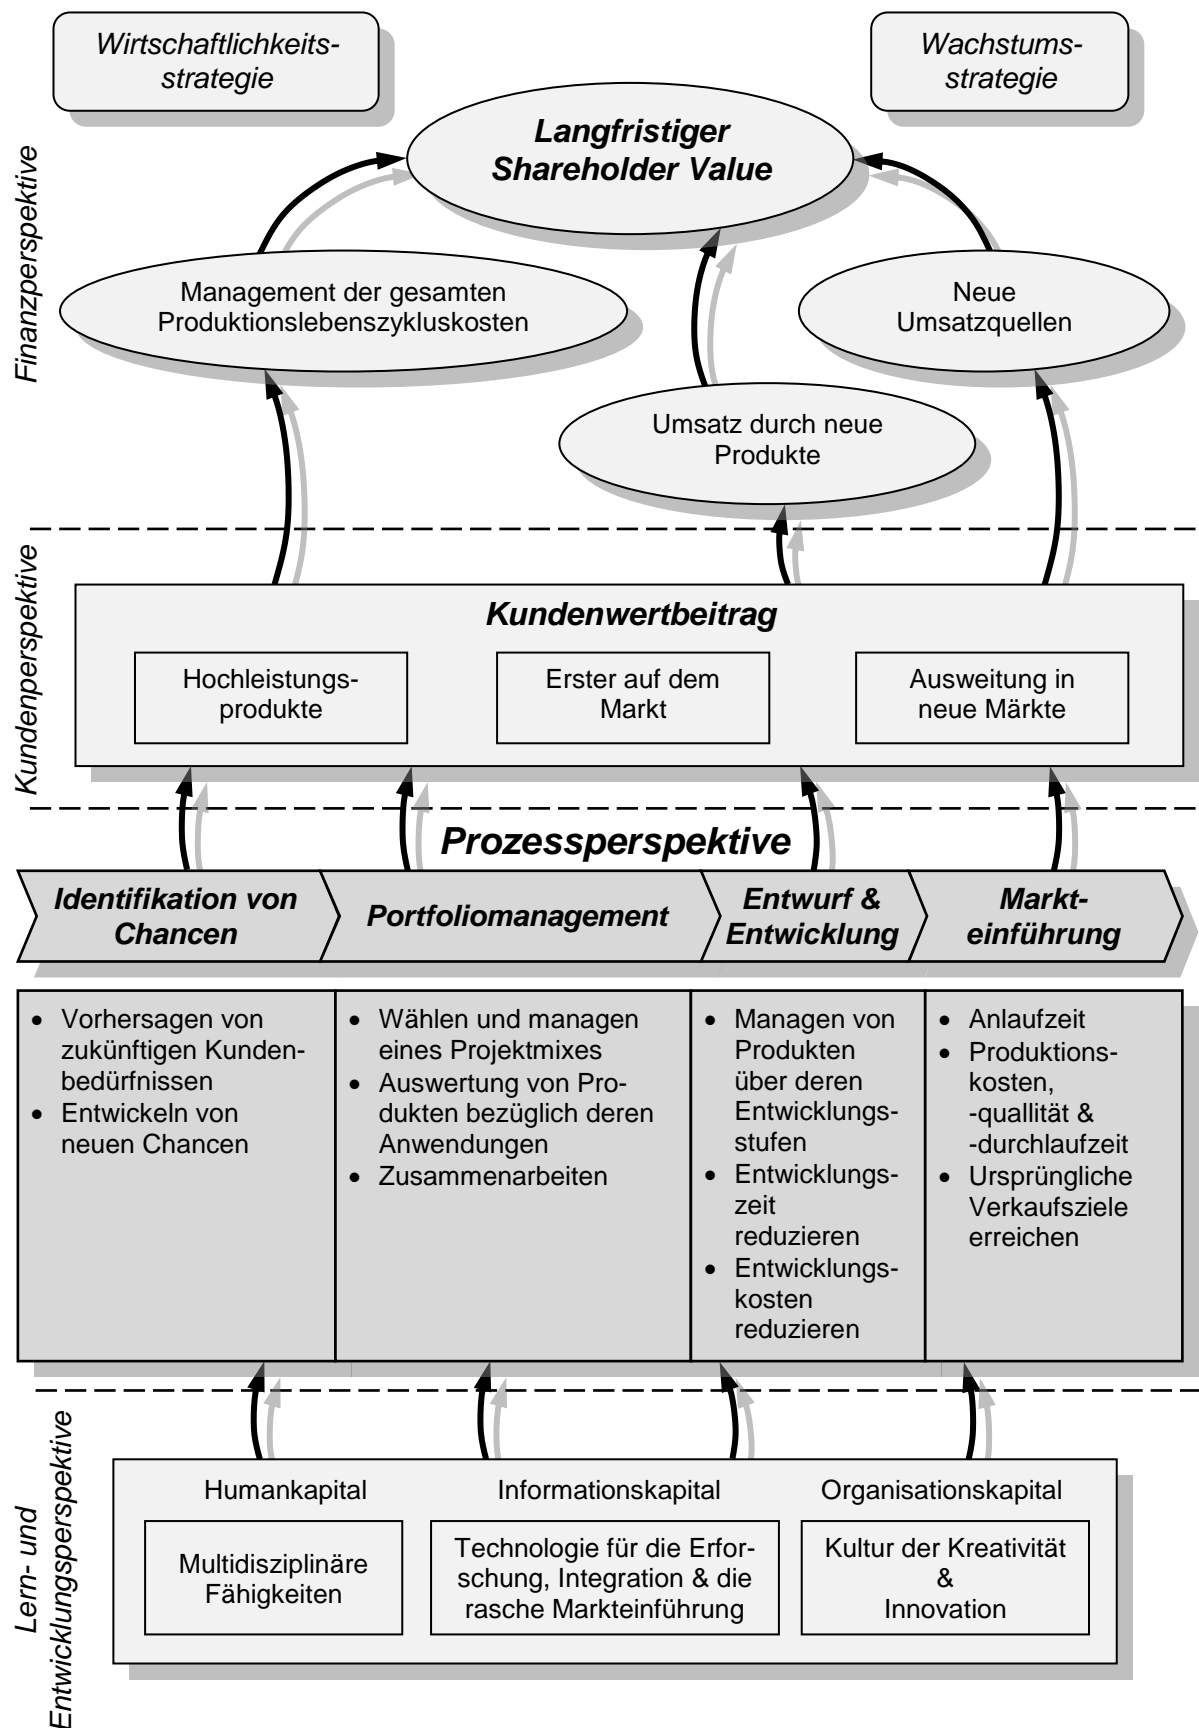 Wirtschaftlichkeits-
strategie
Wachstums-
strategie
Finanzperspektive
Langfristiger
Shareholder Value
Management der gesamten
Produktionslebenszykluskosten
Neue
Umsatzquellen
Umsatz durch neue
Produkte
Kundenperspektive
Kundenwertbeitrag
Hochleistungs-
produkte
Erster auf dem
Markt
Ausweitung in
neue Märkte
Prozessperspektive
Identifikation von
Chancen
Portfoliomanagement
Entwurf &
Entwicklung
Markt-
einführung
• Vorhersagen von
zukünftigen Kunden-
bedürfnissen
• Entwickeln von
neuen Chancen
• Wählen und managen
eines Projektmixes
• Auswertung von Pro-
dukten bezüglich deren
Anwendungen
• Zusammenarbeiten
• Managen von
Produkten
über deren
Entwicklungs-
stufen
• Entwicklungs-
zeit
reduzieren
• Entwicklungs-
kosten
reduzieren
• Anlaufzeit
• Produktions-
kosten,
-quallität &
-durchlaufzeit
• Ursprüngliche
Verkaufsziele
erreichen
Lern- und
Entwicklungsperspektive
Humankapital
Multidisziplinäre
Fähigkeiten
Informationskapital
Technologie für die Erfor-
schung, Integration & die
rasche Markteinführung
Organisationskapital
Kultur der Kreativität
&
Innovation